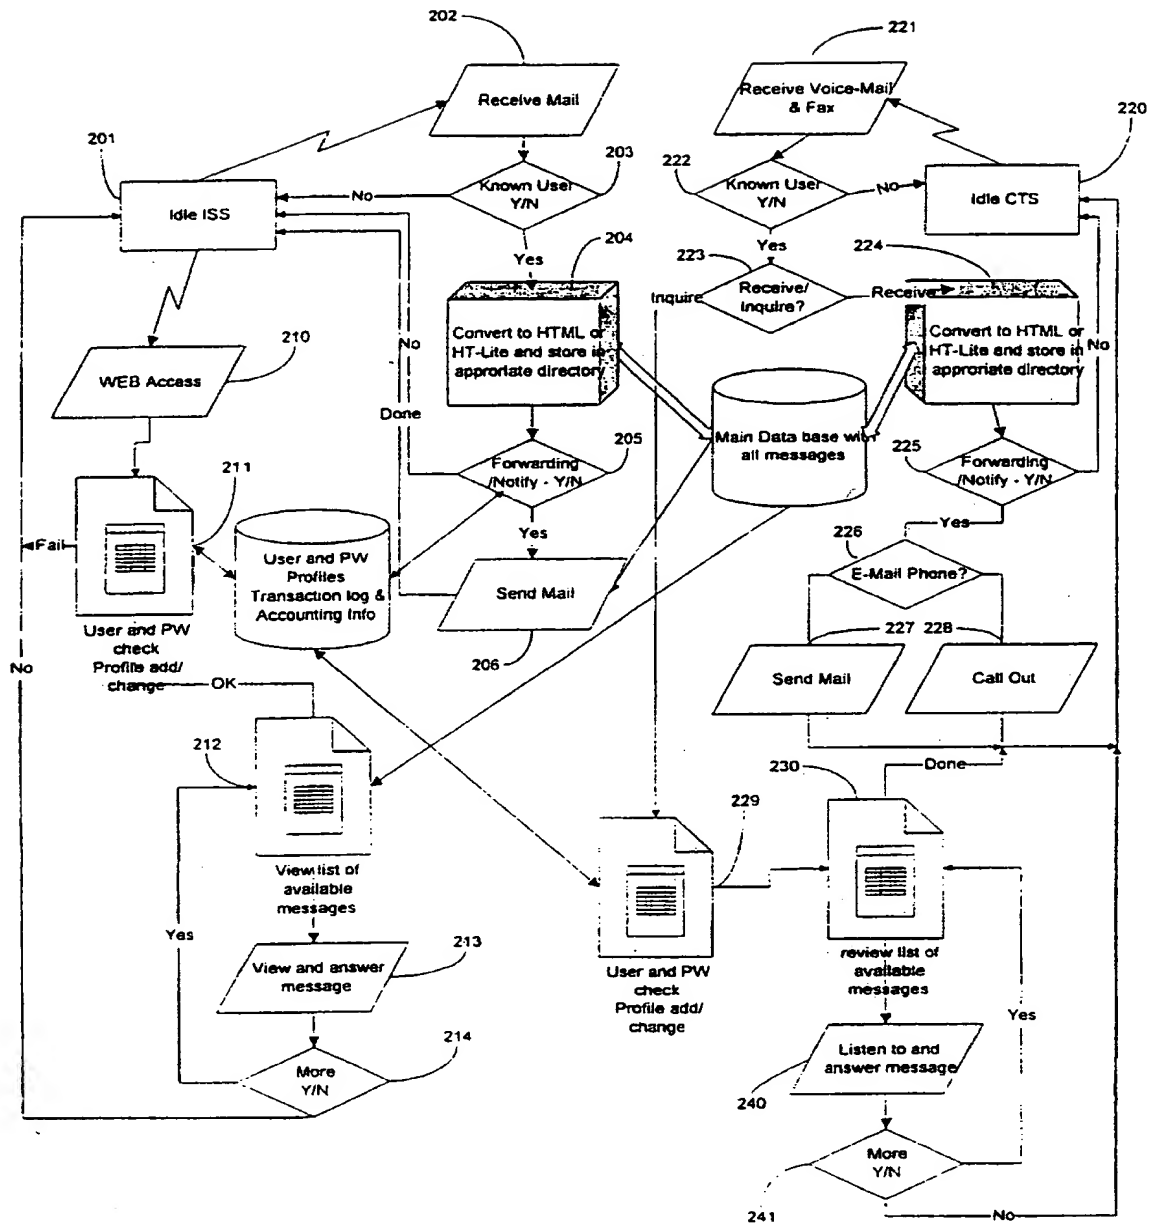 202
221
Receive Mail
Receive Voice-Mail
& Fax
201
220
203
222
Known User
Y/N
Known User
Y/N
No
No
Idle ISS
Idle CTS
204
Yes
Yes
223
224
Receive/
Inquire?
Inquire
Receive
Convert to HTML or
HT-Lite and store in
approriate directory
Convert to HTML or
HT-Lite and store in
approriate directory
No
No
210
WEB Access
Done
Main Data base with
all messages
211
205
225
Forwarding
/Notify - Y/N
Forwarding
/Notify - Y/N
Yes
Yes
Fail
226
E-Mail Phone?
User and PW
Profiles
Transaction log &
Accounting Info
Send Mail
206
227
228
User and PW
check
Profile add/
change
No
OK
Send Mail
Call Out
212
230
Done
229
View list of
available
messages
Yes
213
View and answer
message
User and PW
check
Profile add/
change
review list of
available
messages
Yes
214
More
Y/N
Listen to and
answer message
240
More
Y/N
241
No